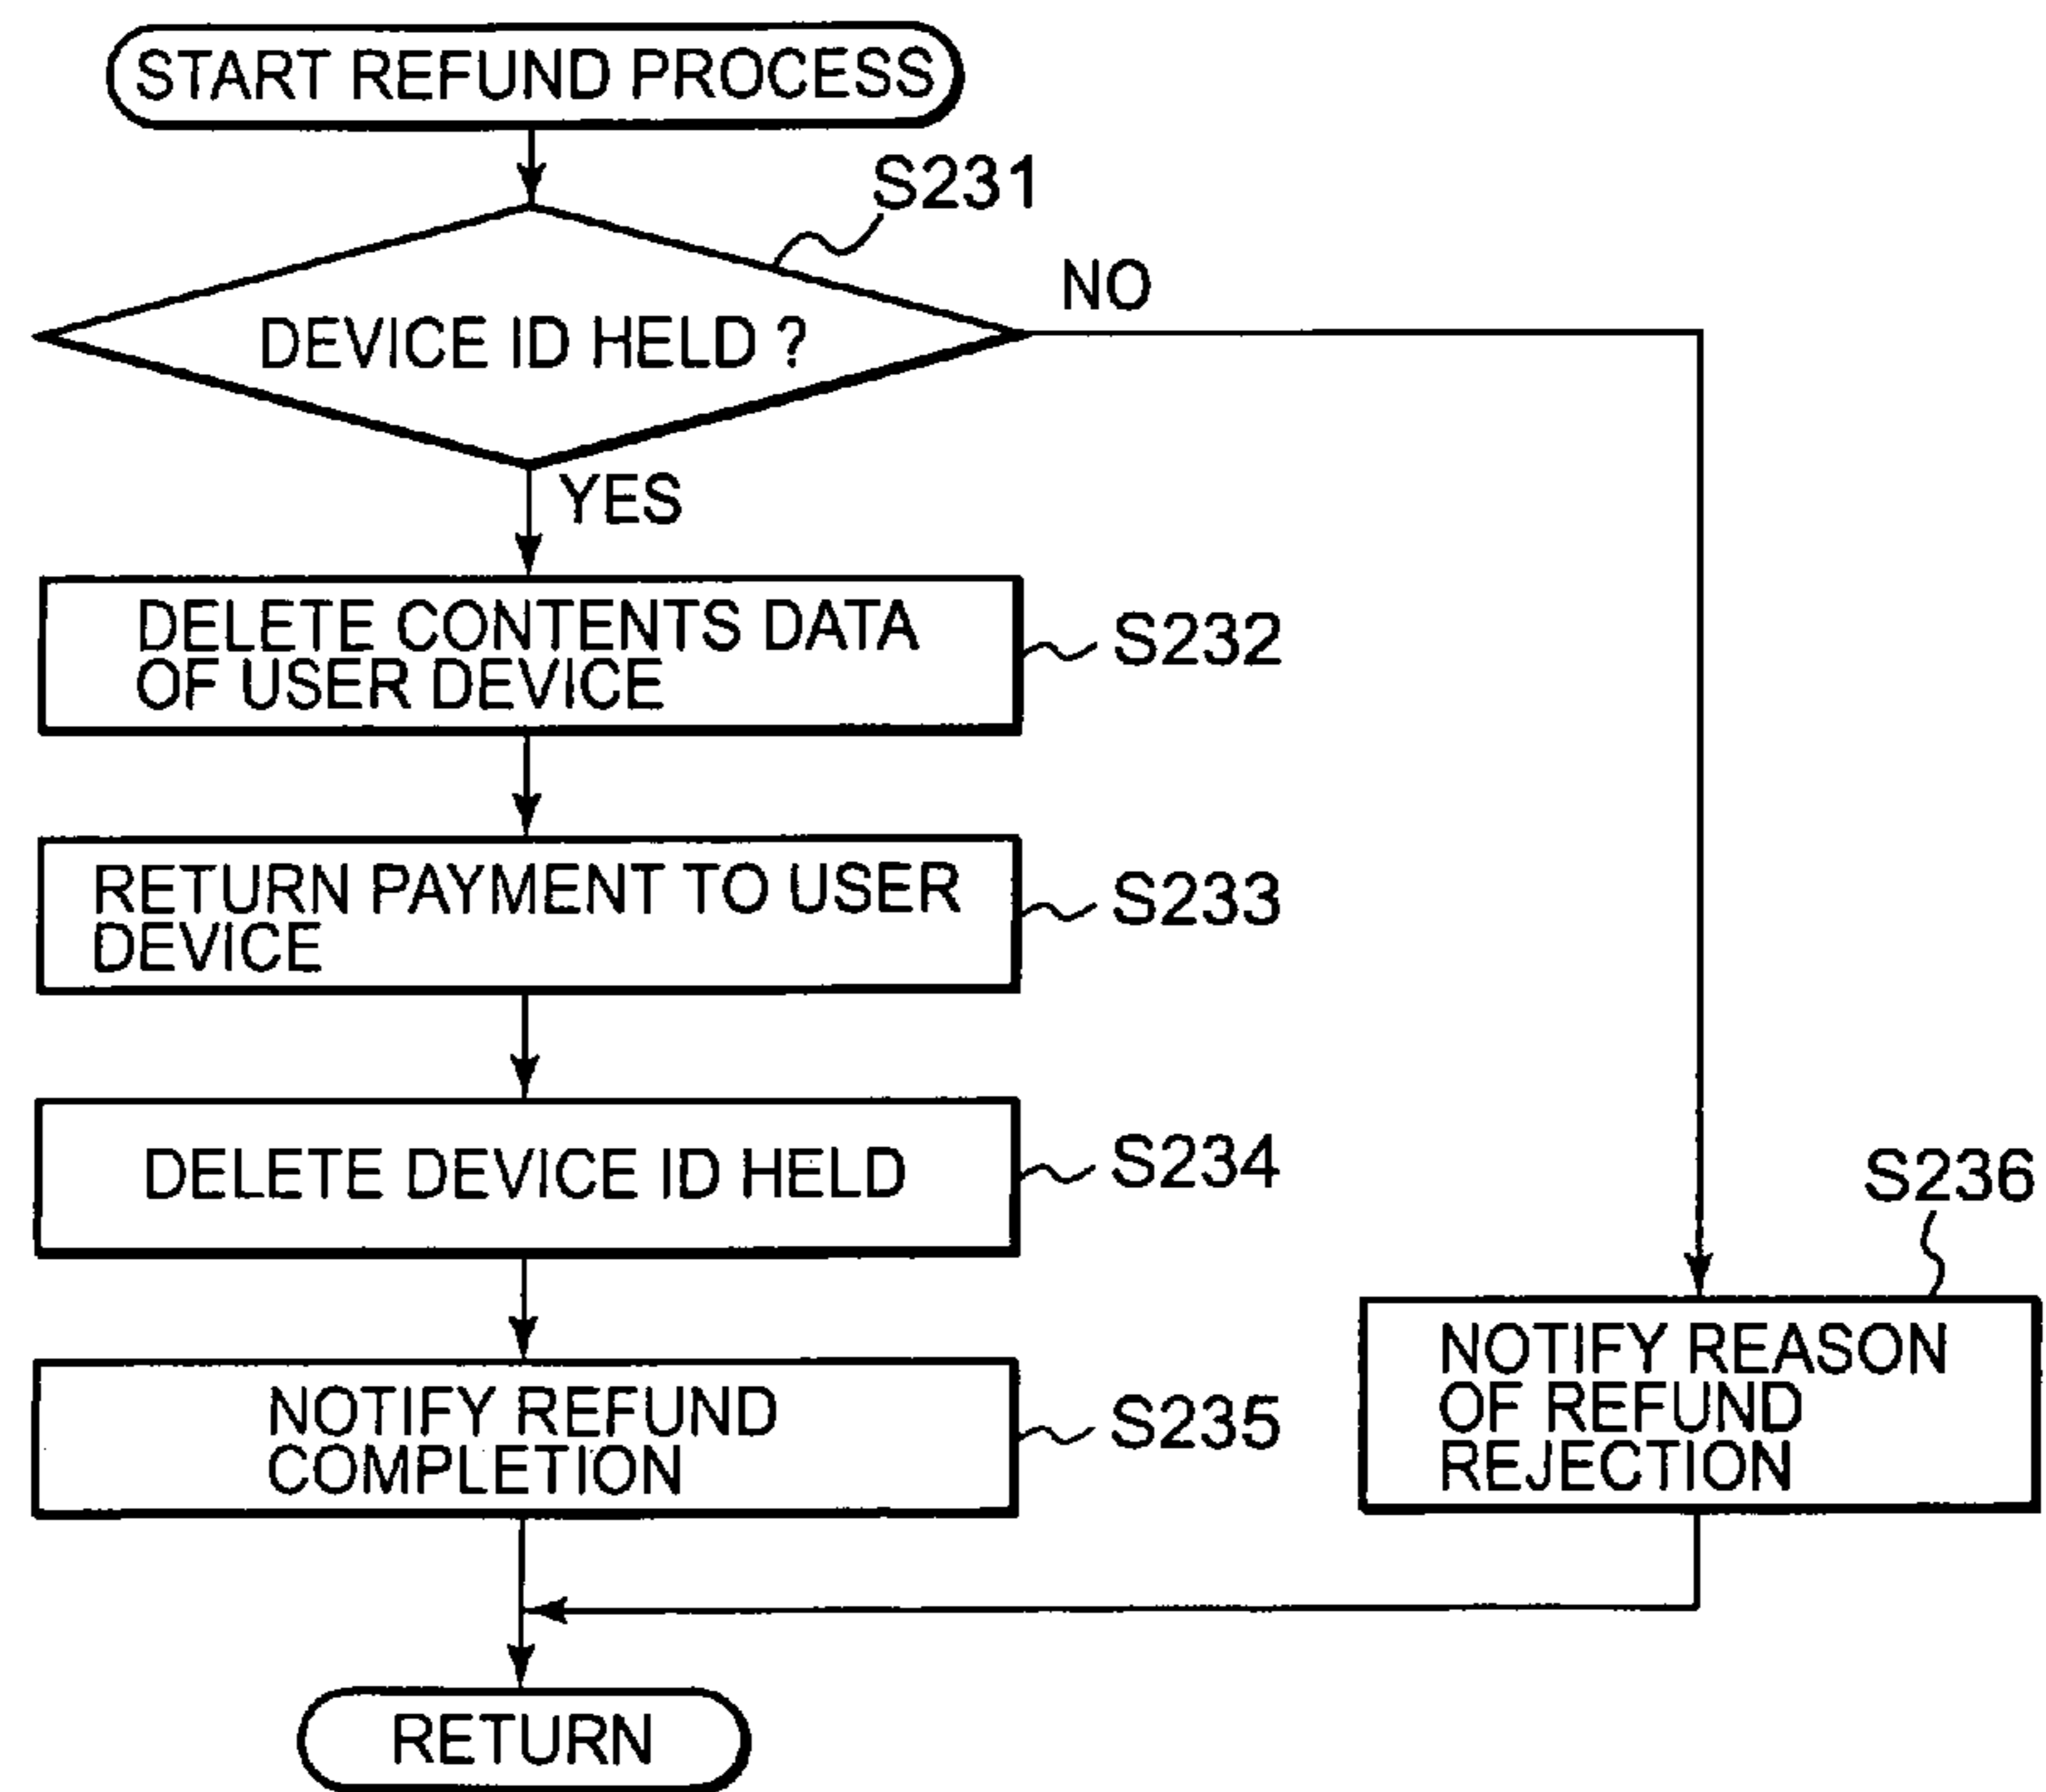 START REFUND PROCESS
S231
NO
DEVICE ID HELD ?
YES
DELETE CONTENTS DATA
OF USER DEVICE
S232
RETURN PAYMENT TO USER
DEVICE
S233
DELETE DEVICE ID HELD
S234
S236
NOTIFY REFUND
COMPLETION
S235
NOTIFY REASON
OF REFUND
REJECTION
RETURN